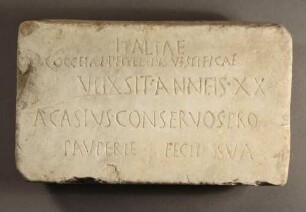 ITALIAE
COCCEIAE PHYLLIDIS VESTIFICAE
VIXSIT·ANNEIS·XX
ACASTVS CONSERVOS PRO
PAVPERIE FECIT SVA